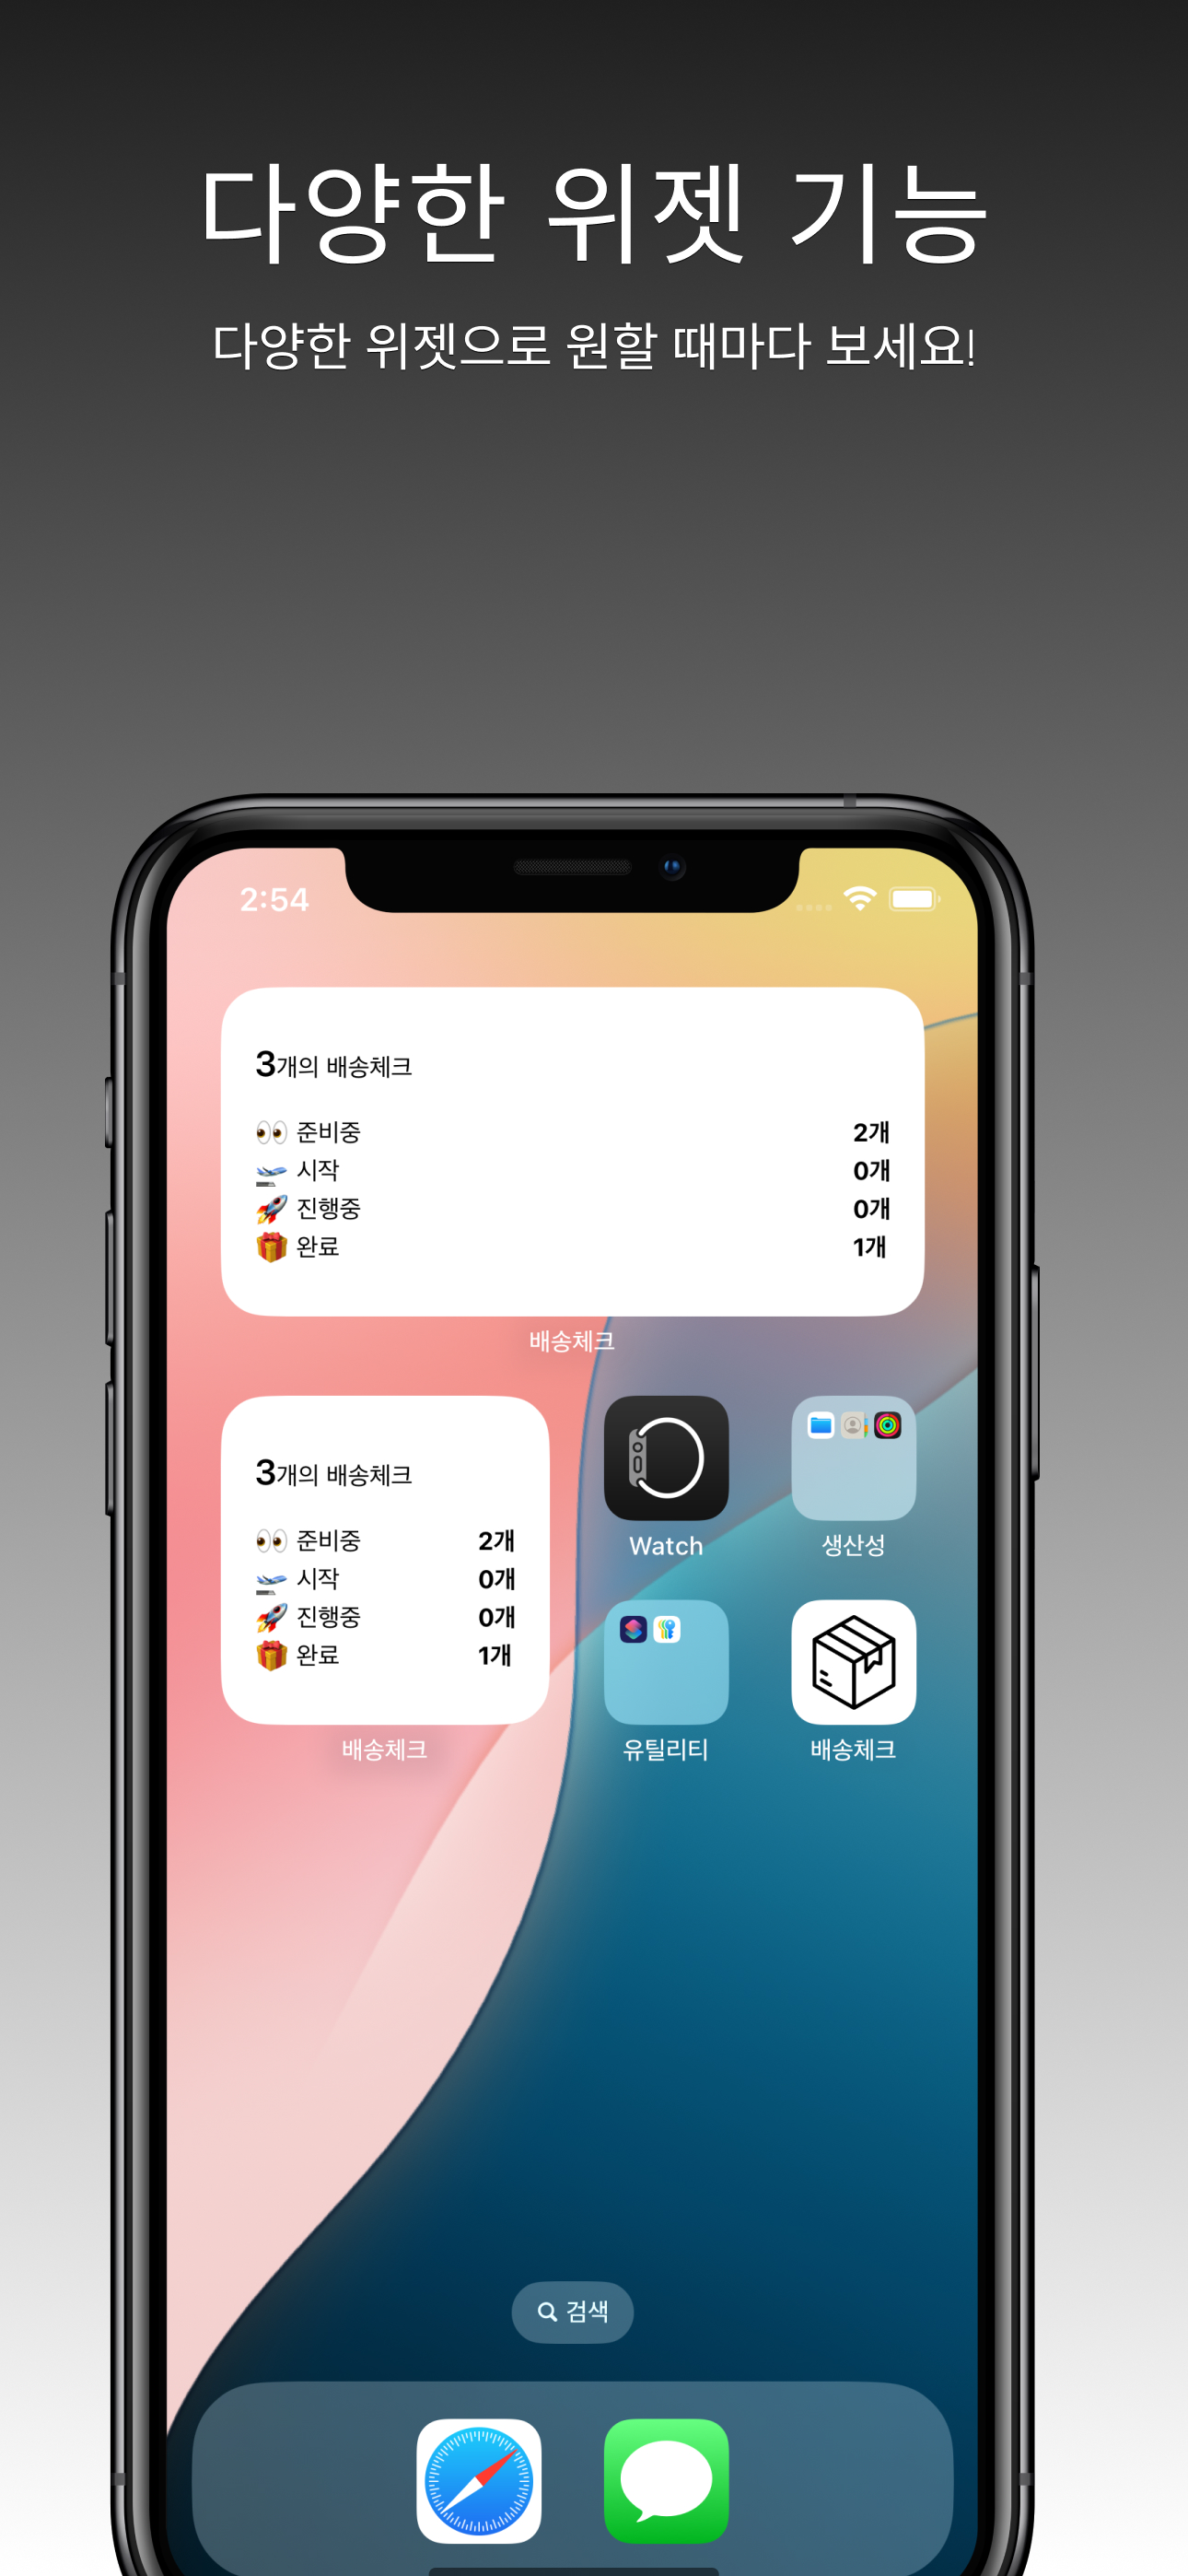 다양한 위젯 기능
다양한 위젯으로 원할 때마다 보세요!
2:54
3개의 배송체크
👀 준비중 2개
🛫 시작 0개
🚀 진행중 0개
🎁 완료 1개
배송체크
3개의 배송체크
👀 준비중 2개
🛫 시작 0개
🚀 진행중 0개
🎁 완료 1개
배송체크
Watch
생산성
유틸리티
배송체크
검색